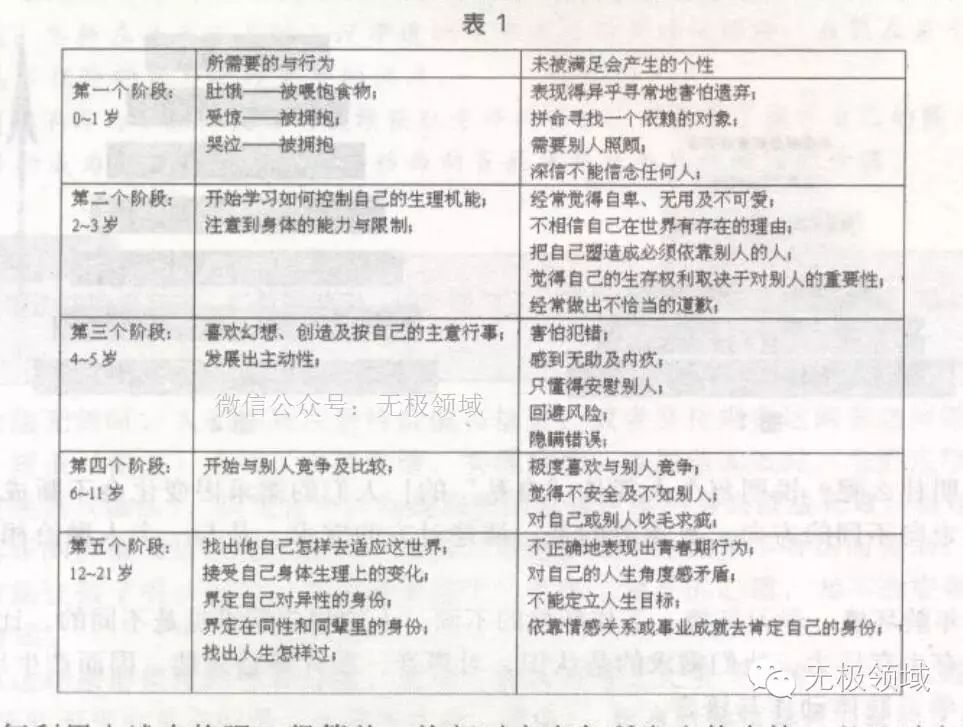 表 1
所需要的与行为 未被满足会产生的个性
第一个阶段： 肚饿——被喂饱食物； 表现得异乎寻常地害怕遗弃；
0~1 岁 受惊——被拥抱； 拼命寻找一个依赖的对象；
哭泣——被拥抱 需要别人照顾；
深信不能信念任何人；
第二个阶段： 开始学习如何控制自己的生理机能； 经常觉得自卑、无用及不可爱；
2~3 岁 注意到身体的能力与限制； 不相信自己在世界有存在的理由；
把自己塑造成必须依靠别人的人；
觉得自己的生存权利取决于对别人的重要性；
经常做出不恰当的道歉；
第三个阶段： 喜欢幻想、创造及按自己的主意行事； 害怕犯错；
4~5 岁 发展出主动性； 感到无助及内疚；
只懂得安慰别人；
回避风险；
隐瞒错误；
微信公众号：无极领域
第四个阶段： 开始与别人竞争及比较； 极度喜欢与别人竞争；
6~11岁 觉得不安全及不如别人；
对自己或别人吹毛求疵；
第五个阶段： 找出他自己怎样去适应这世界； 不正确地表现出青春期行为；
12~21 岁 接受自己身体生理上的变化； 对自己的人生角度感矛盾；
界定自己对异性的身份； 不能定立人生目标；
界定在同性和同辈里的身份； 依靠情感关系或事业成就去肯定自己的身份；
找出人生怎样过；
无极领域